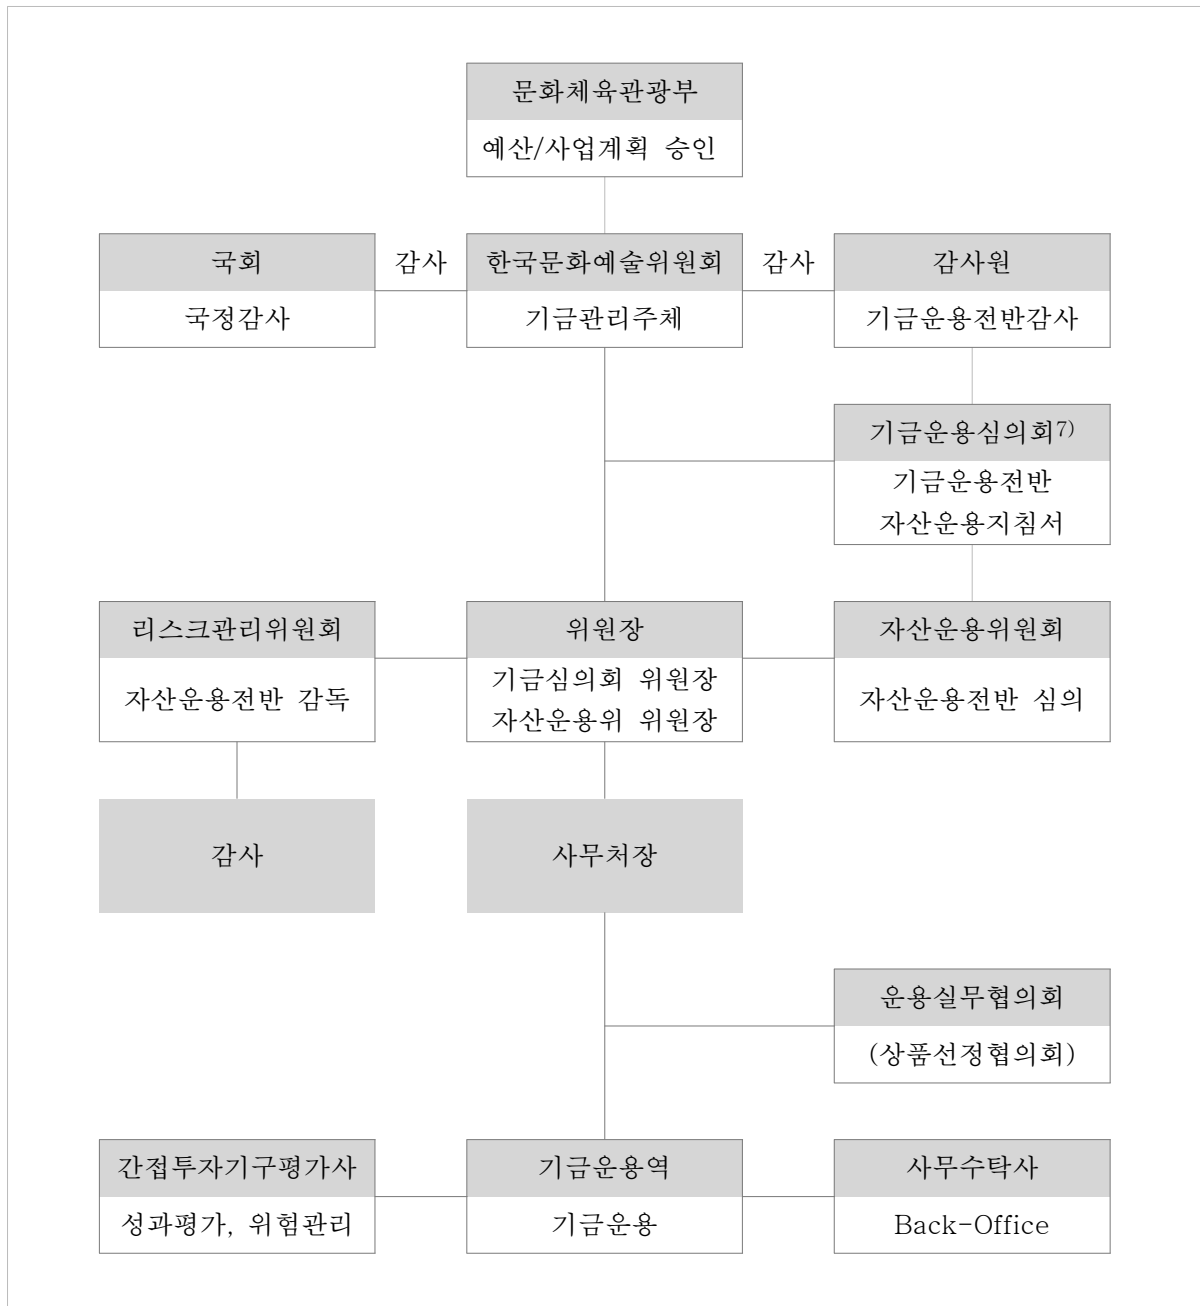 문화체육관광부
예산/사업계획 승인
국회
국정감사
감사
한국문화예술위원회
기금관리주체
감사
감사원
기금운용전반감사
기금운용심의회7)
기금운용전반
자산운용지침서
리스크관리위원회
자산운용전반 감독
위원장
기금심의회 위원장
자산운용위 위원장
자산운용위원회
자산운용전반 심의
감사
사무처장
운용실무협의회
(상품선정협의회)
간접투자기구평가사
성과평가, 위험관리
기금운용역
기금운용
사무수탁사
Back-Office